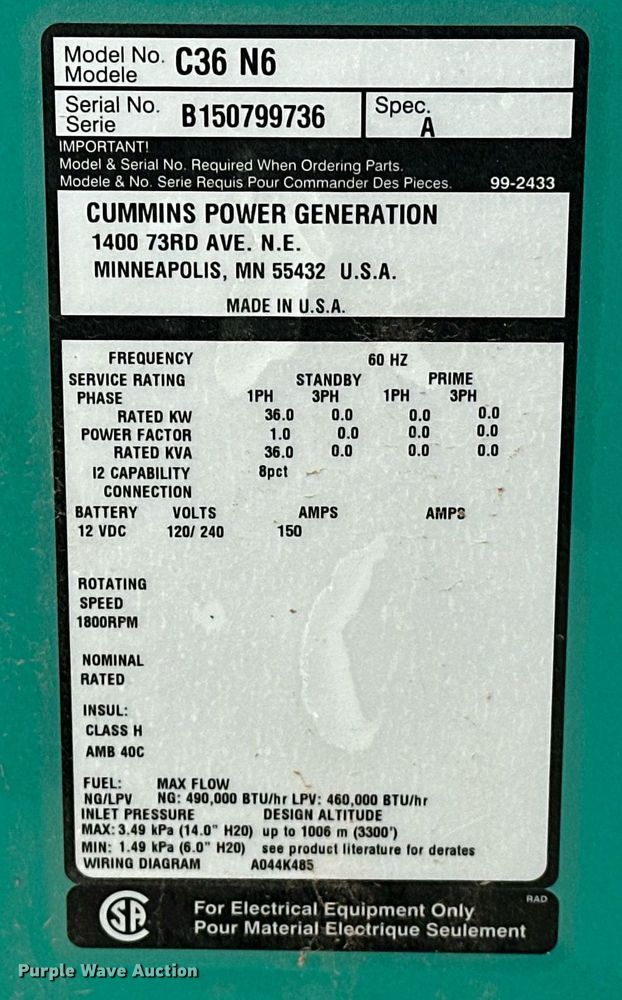 Model No. C36 N6
Modele
Serial No. B150799736 Spec.
Serie A
IMPORTANT!
Model & Serial No. Required When Ordering Parts.
Modele & No. Serie Requis Pour Commander Des Pieces. 99-2433
CUMMINS POWER GENERATION
1400 73RD AVE. N.E.
MINNEAPOLIS, MN 55432 U.S.A.
MADE IN U.S.A.
FREQUENCY 60 HZ
SERVICE RATING STANDBY PRIME
PHASE 1PH 3PH 1PH 3PH
RATED KW 36.0 0.0 0.0 0.0
POWER FACTOR 1.0 0.0 0.0 0.0
RATED KVA 36.0 0.0 0.0 0.0
I2 CAPABILITY 8pct
CONNECTION
BATTERY VOLTS AMPS AMPS
12 VDC 120/ 240 150
ROTATING
SPEED
1800RPM
NOMINAL
RATED
INSUL:
CLASS H
AMB 40C
FUEL: MAX FLOW
NG/LPV NG: 490,000 BTU/hr LPV: 460,000 BTU/hr
INLET PRESSURE DESIGN ALTITUDE
MAX: 3.49 kPa (14.0" H20) up to 1006 m (3300')
MIN: 1.49 kPa (6.0" H20) see product literature for derates
WIRING DIAGRAM A044K485
RAD
SA For Electrical Equipment Only
Pour Material Electrique Seulement
Purple Wave Auction